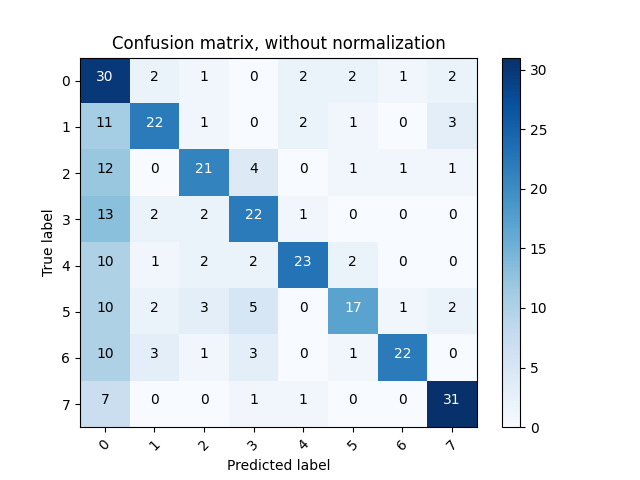 Confusion matrix, without normalization
True label
0 30 2 1 0 2 2 1 2
1 11 22 1 0 2 1 0 3
2 12 0 21 4 0 1 1 1
3 13 2 2 22 1 0 0 0
4 10 1 2 2 23 2 0 0
5 10 2 3 5 0 17 1 2
6 10 3 1 3 0 1 22 0
7 7 0 0 1 1 0 0 31
0 1 2 3 4 5 6 7
Predicted label
30
25
20
15
10
5
0